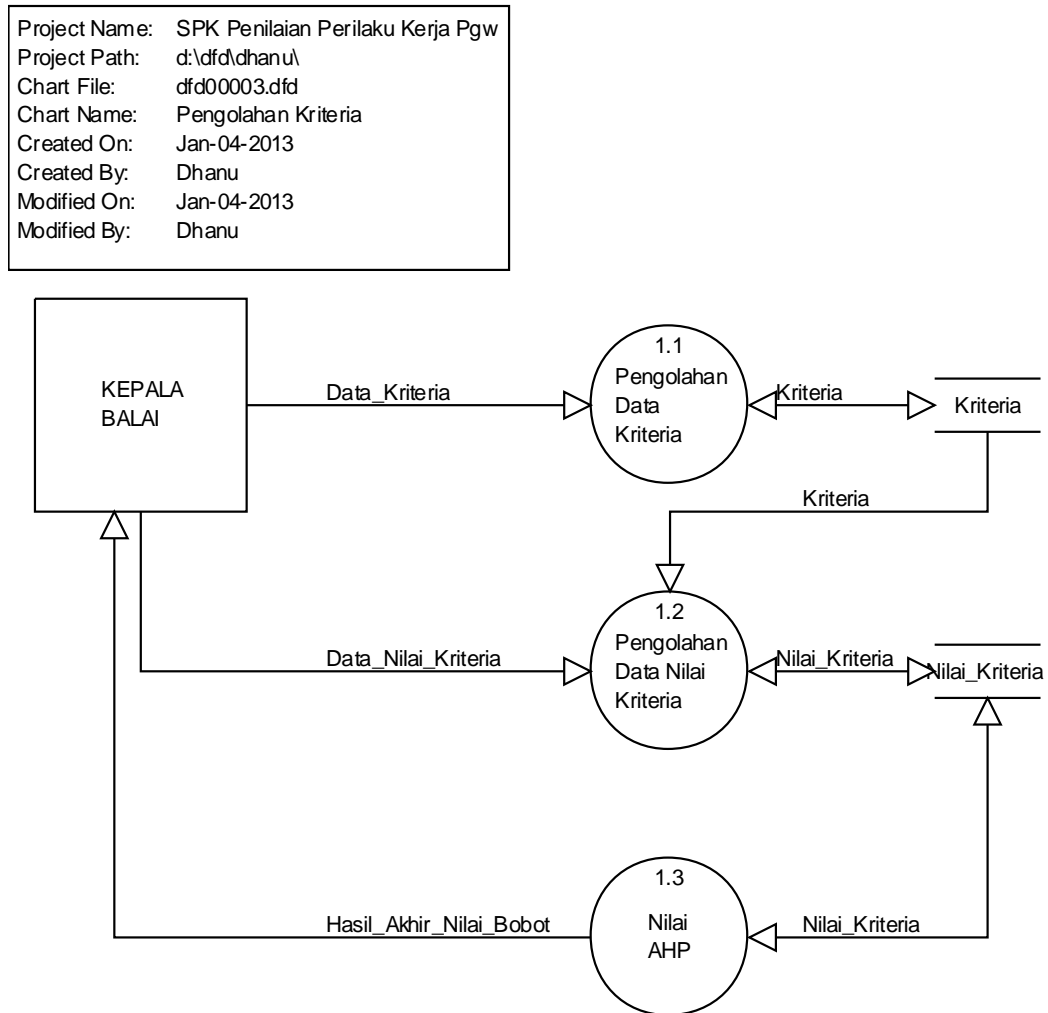 Project Name: SPK Penilaian Perilaku Kerja Pgw
Project Path: d:\dfd\dhanu\
Chart File: dfd00003.dfd
Chart Name: Pengolahan Kriteria
Created On: Jan-04-2013
Created By: Dhanu
Modified On: Jan-04-2013
Modified By: Dhanu
KEPALA
BALAI
Data_Kriteria
1.1
Pengolahan
Data
Kriteria
Kriteria
Kriteria
Kriteria
Data_Nilai_Kriteria
1.2
Pengolahan
Data Nilai
Kriteria
Nilai_Kriteria
Nilai_Kriteria
Hasil_Akhir_Nilai_Bobot
1.3
Nilai
AHP
Nilai_Kriteria